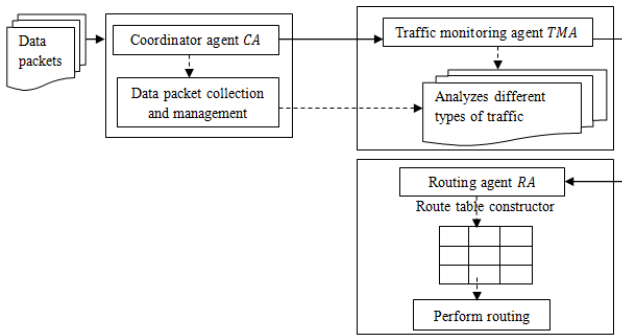 Data
packets
Coordinator agent CA
Data packet collection
and management
Traffic monitoring agent TMA
Analyzes different
types of traffic
Routing agent RA
Route table constructor
Perform routing